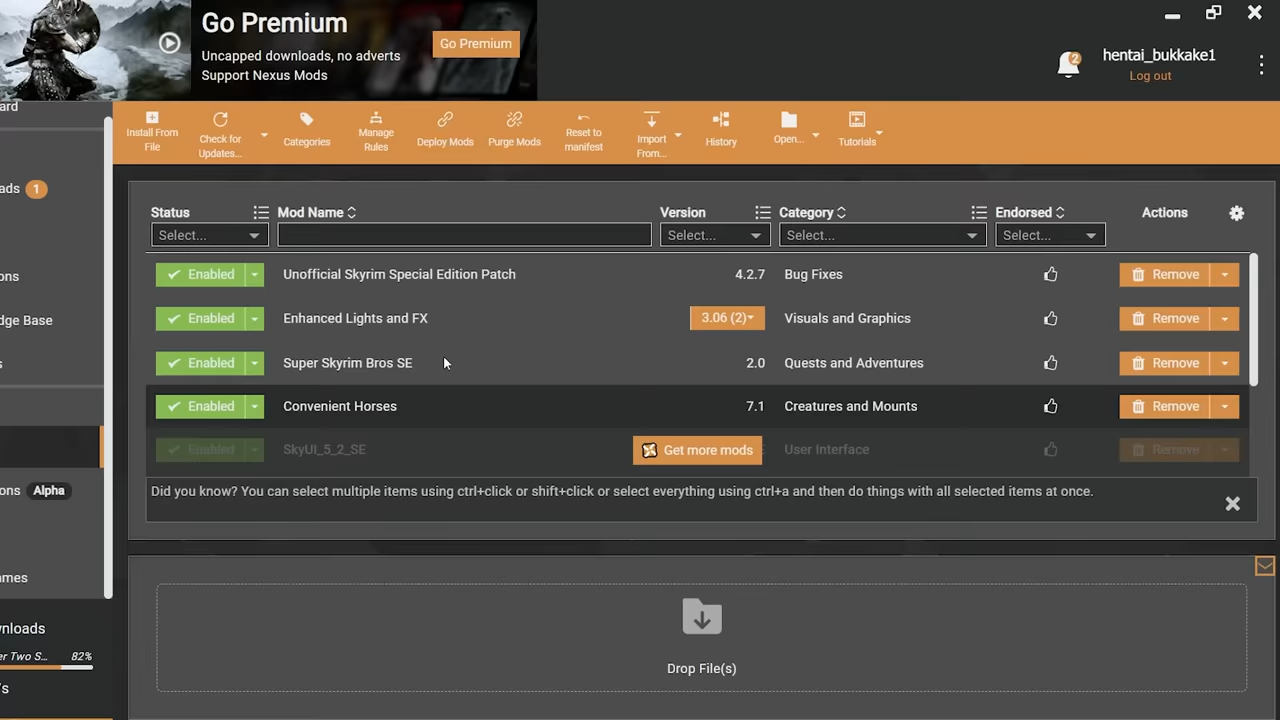 Go Premium
Uncapped downloads, no adverts
Support Nexus Mods
Go Premium
2
hentai_bukkake1
Log out
ard
Install From File
Check for Updates...
Categories
Manage Rules
Deploy Mods
Purge Mods
Reset to manifest
Import From...
History
Open...
Tutorials
ads 1
ons
dge Base
s
ons Alpha
ames
wnloads
er Two S... 82%
's
Status Mod Name Version Category Endorsed Actions
Select... Select... Select... Select...
Enabled Unofficial Skyrim Special Edition Patch 4.2.7 Bug Fixes Remove
Enabled Enhanced Lights and FX 3.06 (2) Visuals and Graphics Remove
Enabled Super Skyrim Bros SE 2.0 Quests and Adventures Remove
Enabled Convenient Horses 7.1 Creatures and Mounts Remove
Enabled SkyUI_5_2_SE Get more mods User Interface Remove
Did you know? You can select multiple items using ctrl+click or shift+click or select everything using ctrl+a and then do things with all selected items at once.
Drop File(s)